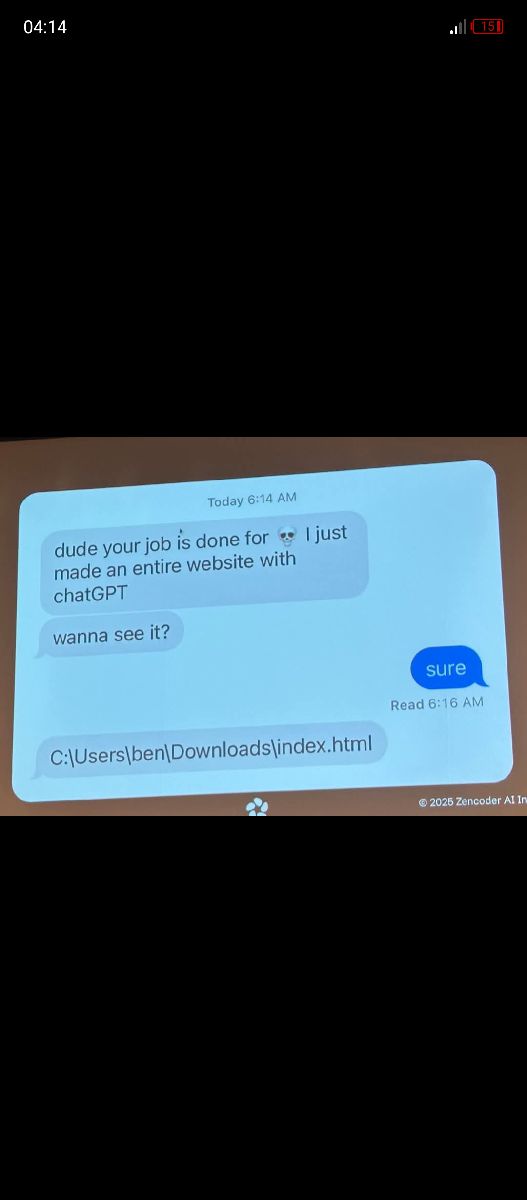 04:14
15
Today 6:14 AM
dude your job is done for 💀 I just
made an entire website with
chatGPT
wanna see it?
sure
Read 6:16 AM
C:\Users\ben\Downloads\index.html
© 2025 Zencoder AI In